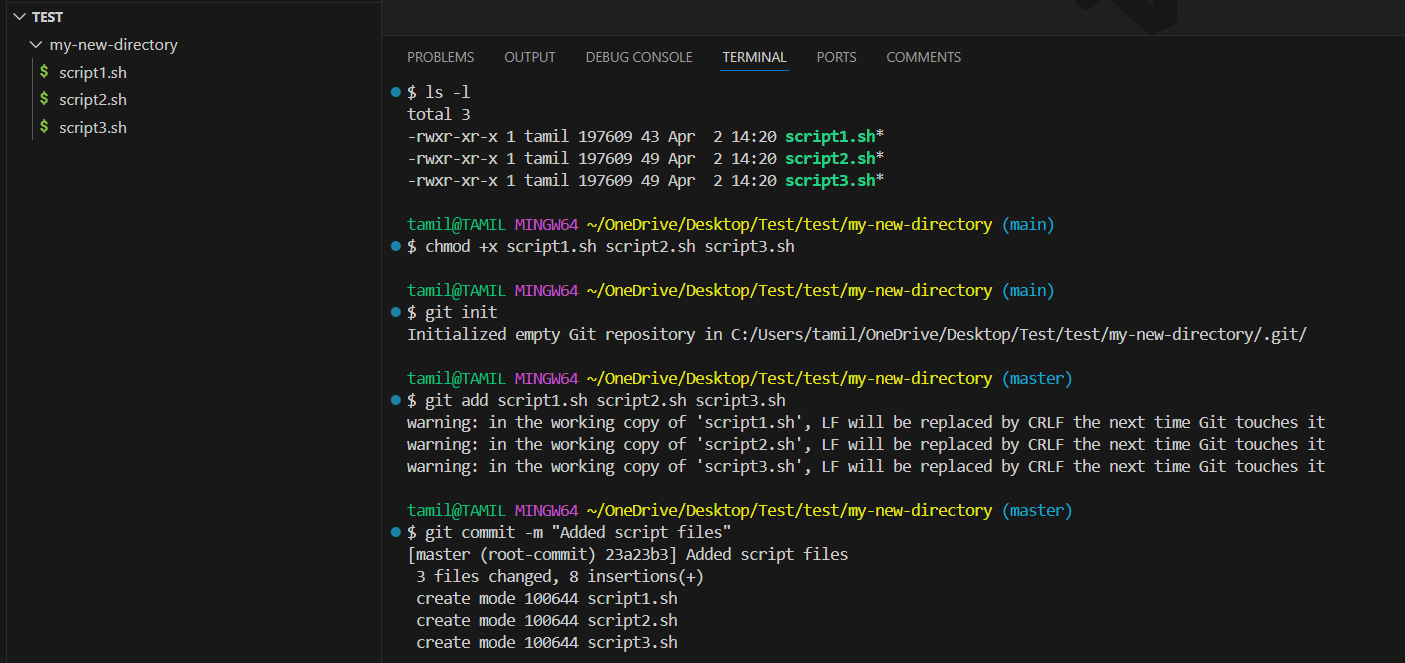 TEST
my-new-directory
$ script1.sh
$ script2.sh
$ script3.sh
PROBLEMS OUTPUT DEBUG CONSOLE TERMINAL PORTS COMMENTS
$ ls -l
total 3
-rwxr-xr-x 1 tamil 197609 43 Apr  2 14:20 script1.sh*
-rwxr-xr-x 1 tamil 197609 49 Apr  2 14:20 script2.sh*
-rwxr-xr-x 1 tamil 197609 49 Apr  2 14:20 script3.sh*
tamil@TAMIL MINGW64 ~/OneDrive/Desktop/Test/test/my-new-directory (main)
$ chmod +x script1.sh script2.sh script3.sh
tamil@TAMIL MINGW64 ~/OneDrive/Desktop/Test/test/my-new-directory (main)
$ git init
Initialized empty Git repository in C:/Users/tamil/OneDrive/Desktop/Test/test/my-new-directory/.git/
tamil@TAMIL MINGW64 ~/OneDrive/Desktop/Test/test/my-new-directory (master)
$ git add script1.sh script2.sh script3.sh
warning: in the working copy of 'script1.sh', LF will be replaced by CRLF the next time Git touches it
warning: in the working copy of 'script2.sh', LF will be replaced by CRLF the next time Git touches it
warning: in the working copy of 'script3.sh', LF will be replaced by CRLF the next time Git touches it
tamil@TAMIL MINGW64 ~/OneDrive/Desktop/Test/test/my-new-directory (master)
$ git commit -m "Added script files"
[master (root-commit) 23a23b3] Added script files
 3 files changed, 8 insertions(+)
 create mode 100644 script1.sh
 create mode 100644 script2.sh
 create mode 100644 script3.sh